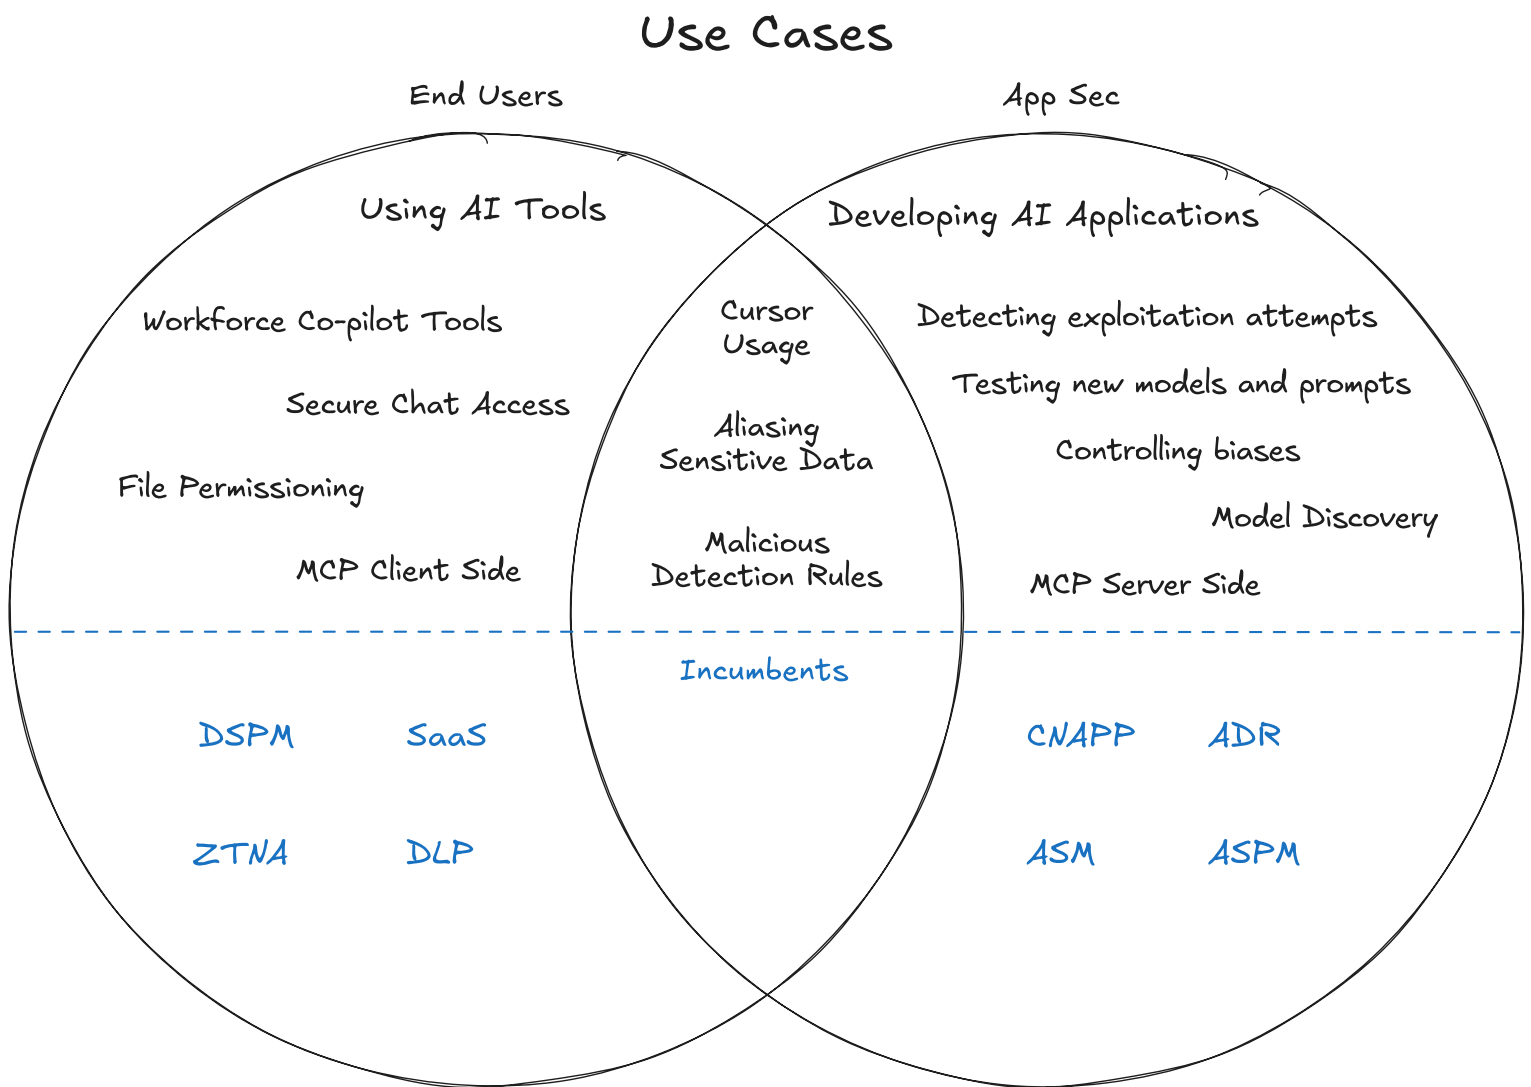 Use Cases
End Users
App Sec
Using AI Tools
Developing AI Applications
Workforce Co-pilot Tools
Secure Chat Access
File Permissioning
MCP Client Side
Cursor
Usage
Aliasing
Sensitive Data
Malicious
Detection Rules
Detecting exploitation attempts
Testing new models and prompts
Controlling biases
Model Discovery
MCP Server Side
Incumbents
DSPM SaaS
ZTNA DLP
CNAPP ADR
ASM ASPM